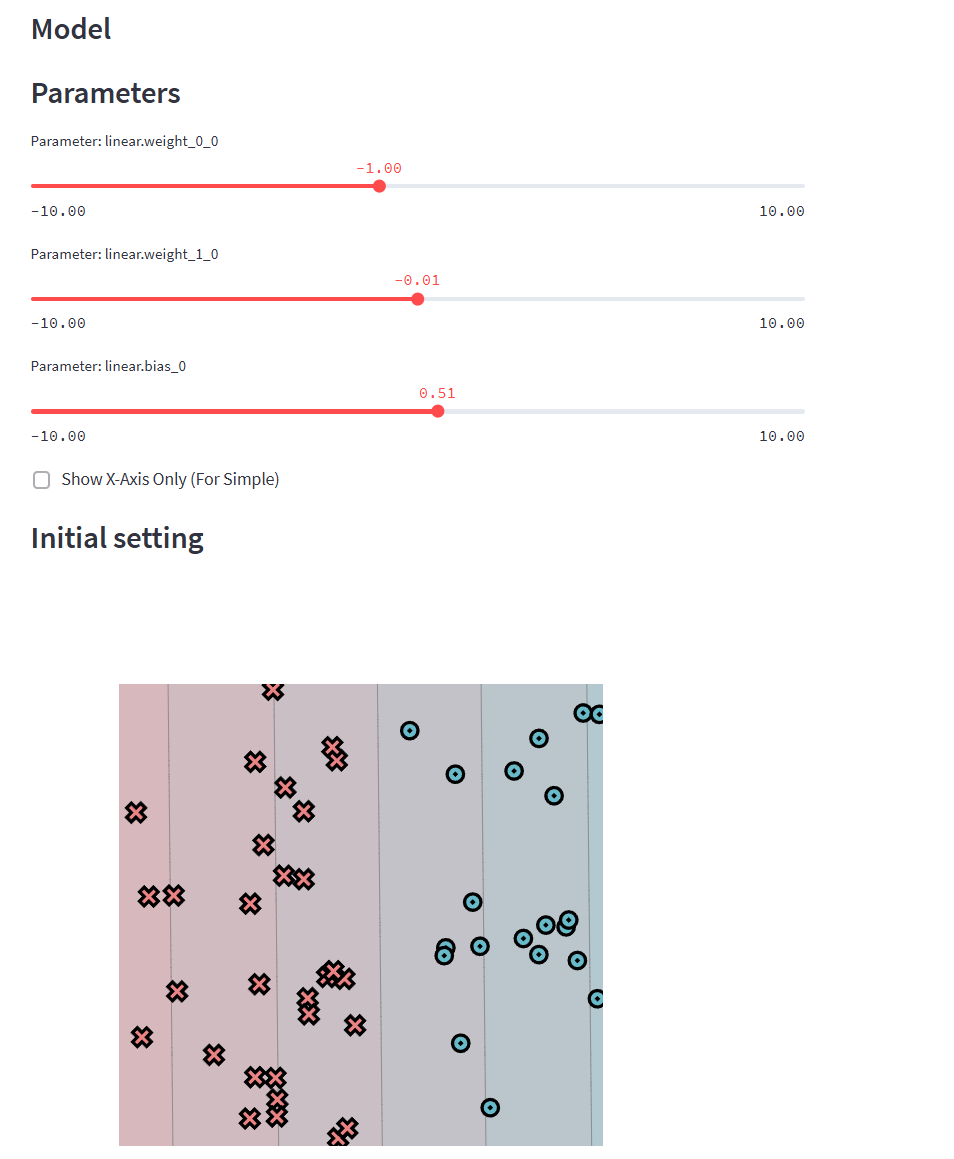 Model
Parameters
Parameter: linear.weight_0_0
-1.00
-10.00 10.00
Parameter: linear.weight_1_0
-0.01
-10.00 10.00
Parameter: linear.bias_0
0.51
-10.00 10.00
Show X-Axis Only (For Simple)
Initial setting